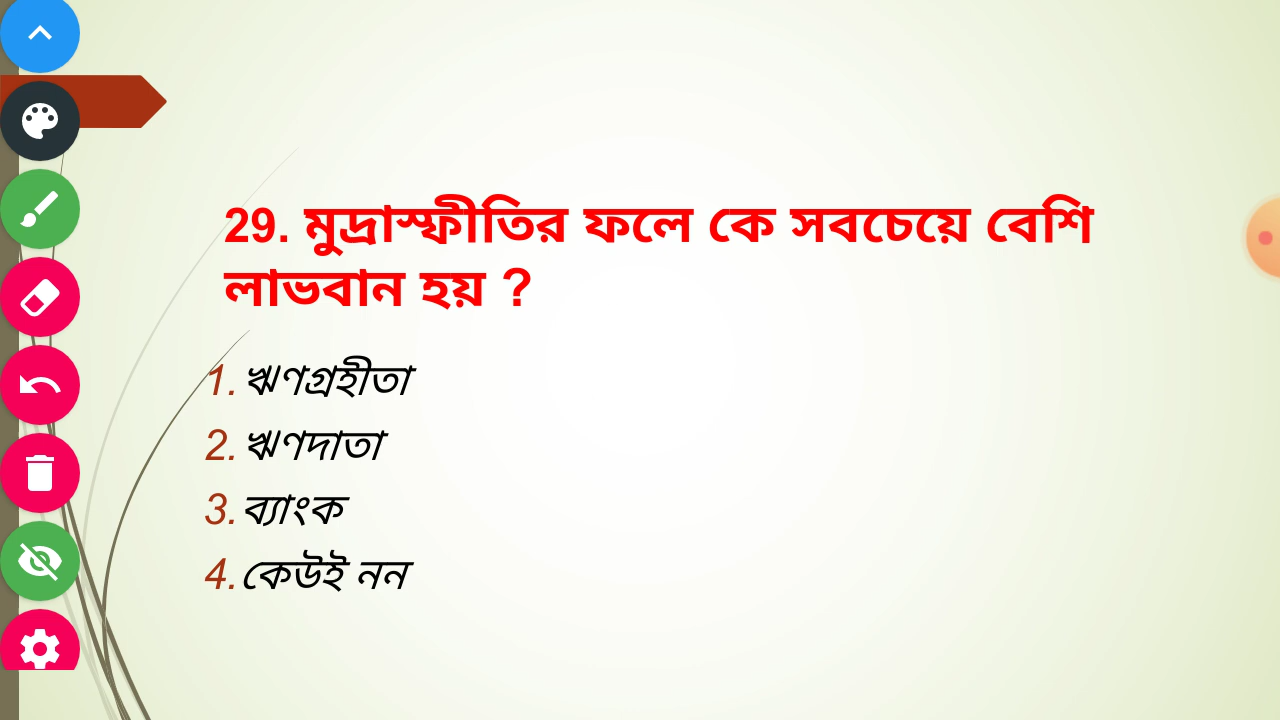 29. মুদ্রাস্ফীতির ফলে কে সবচেয়ে বেশি
লাভবান হয় ?
1. ঋণগ্রহীতা
2. ঋণদাতা
3. ব্যাংক
4. কেউই নন